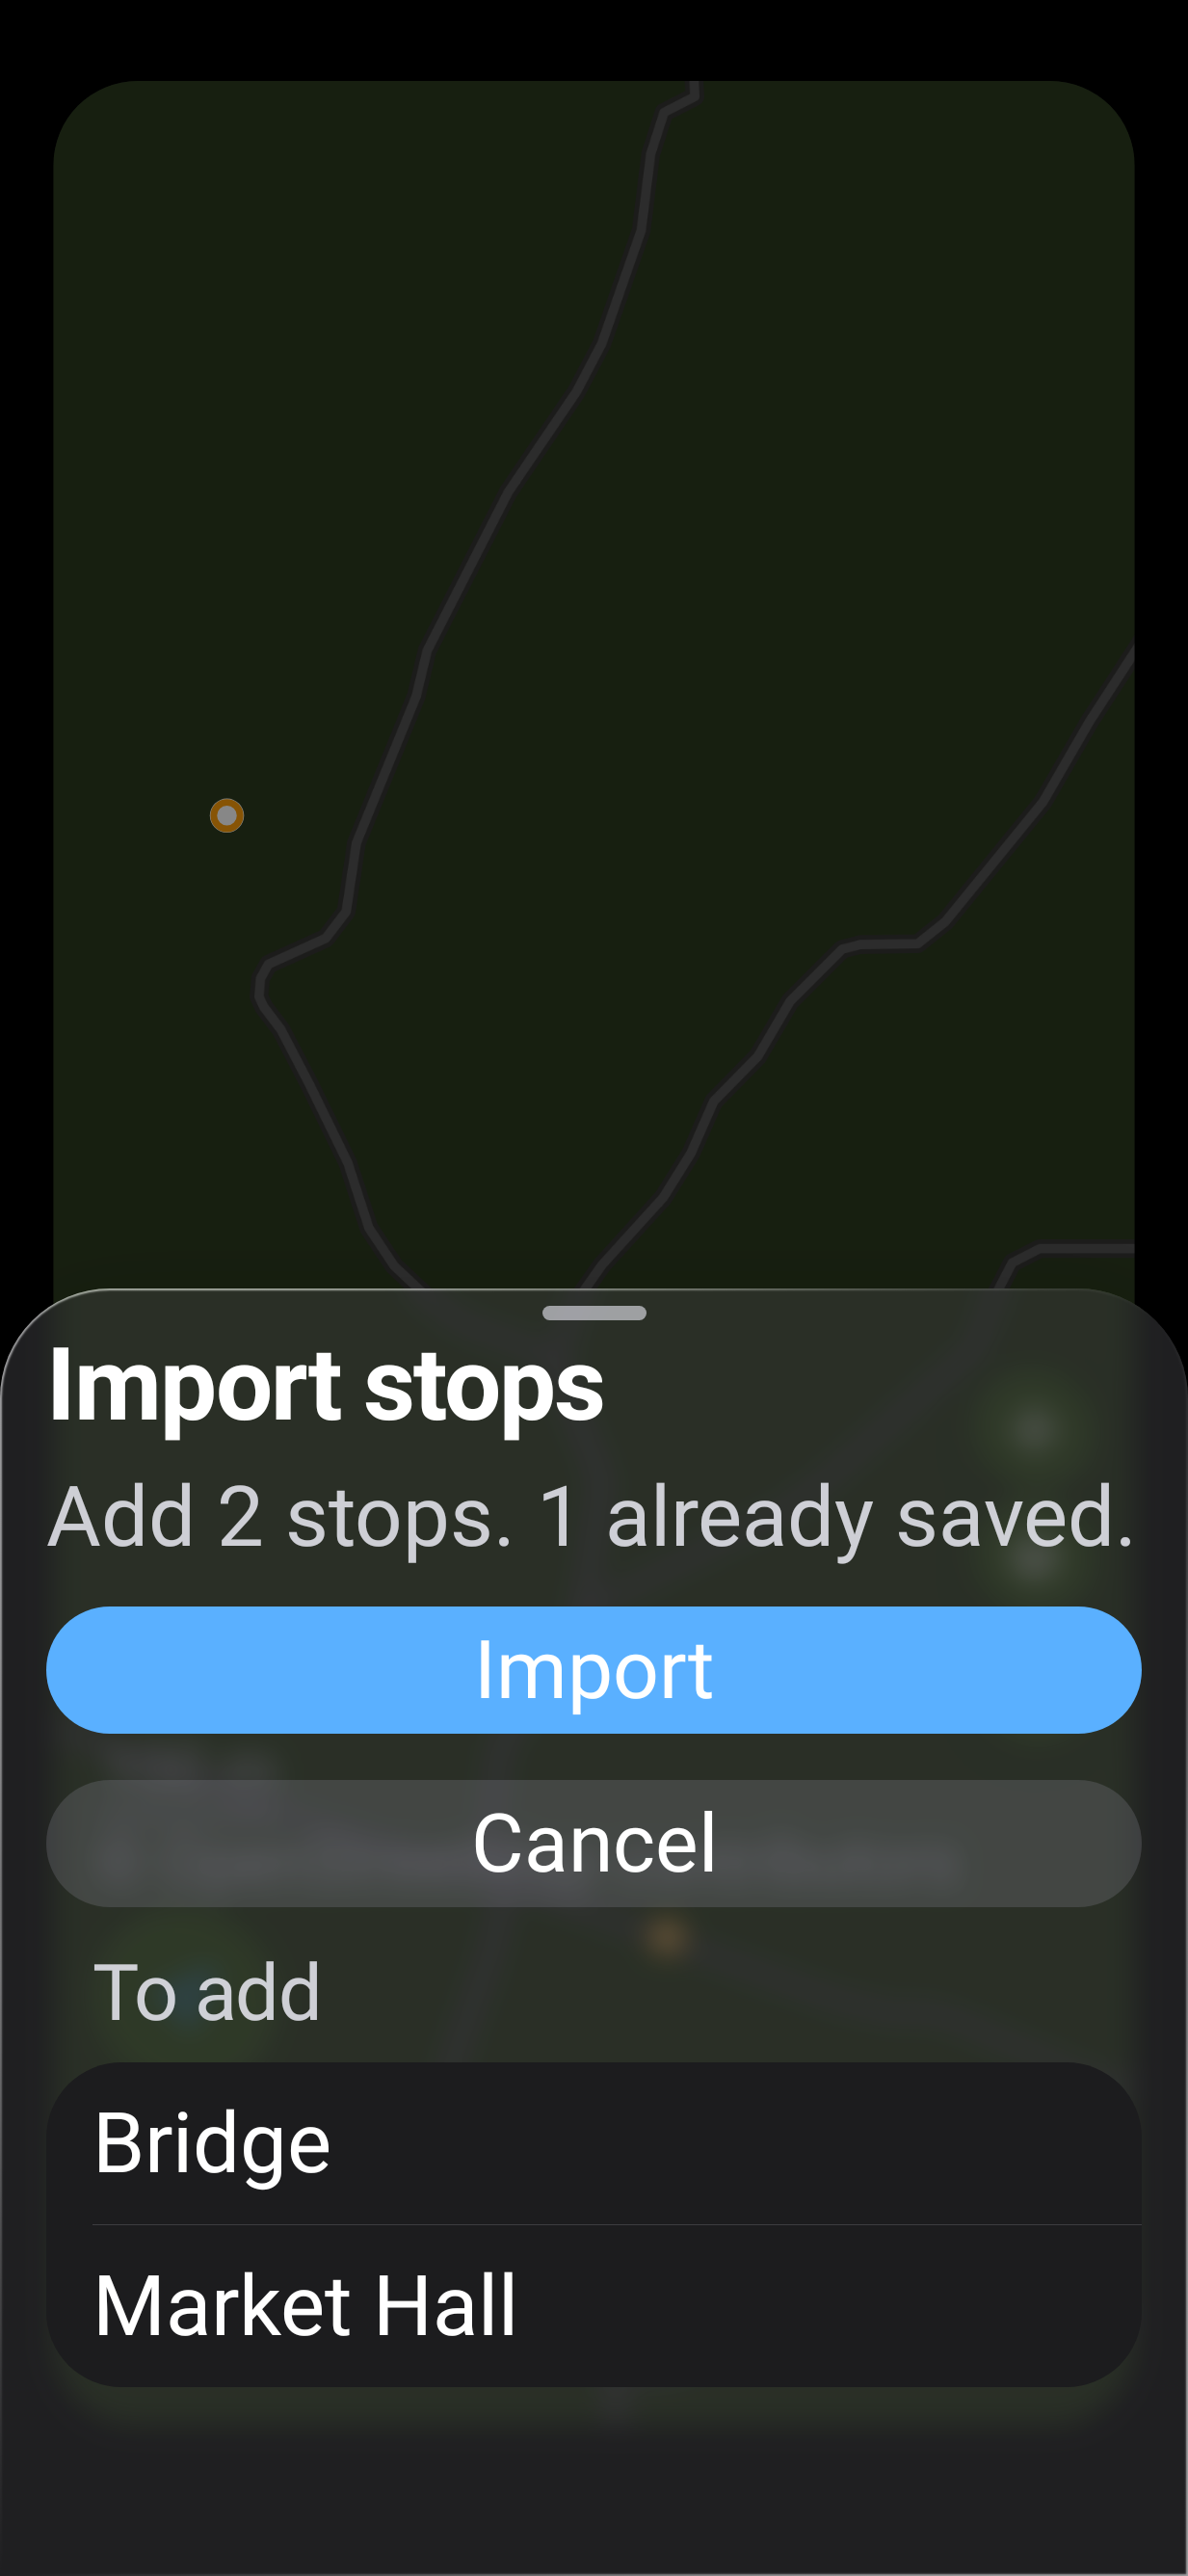 Import stops
Add 2 stops. 1 already saved.
Import
Cancel
To add
Bridge
Market Hall